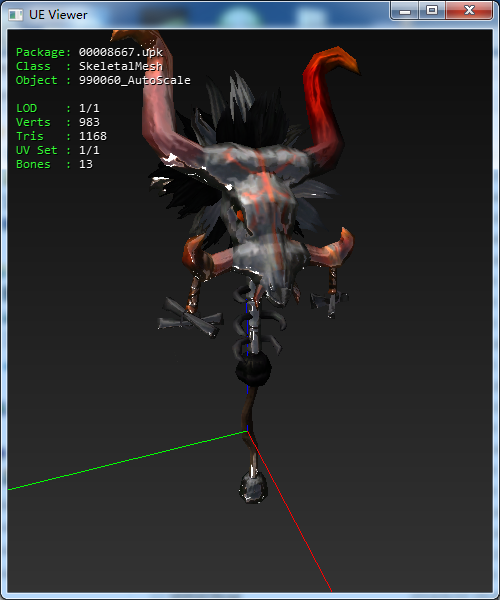 UE Viewer
Package: 00008667.upk
Class : SkeletalMesh
Object : 990060_AutoScale
LOD : 1/1
Verts : 983
Tris : 1168
UV Set : 1/1
Bones : 13